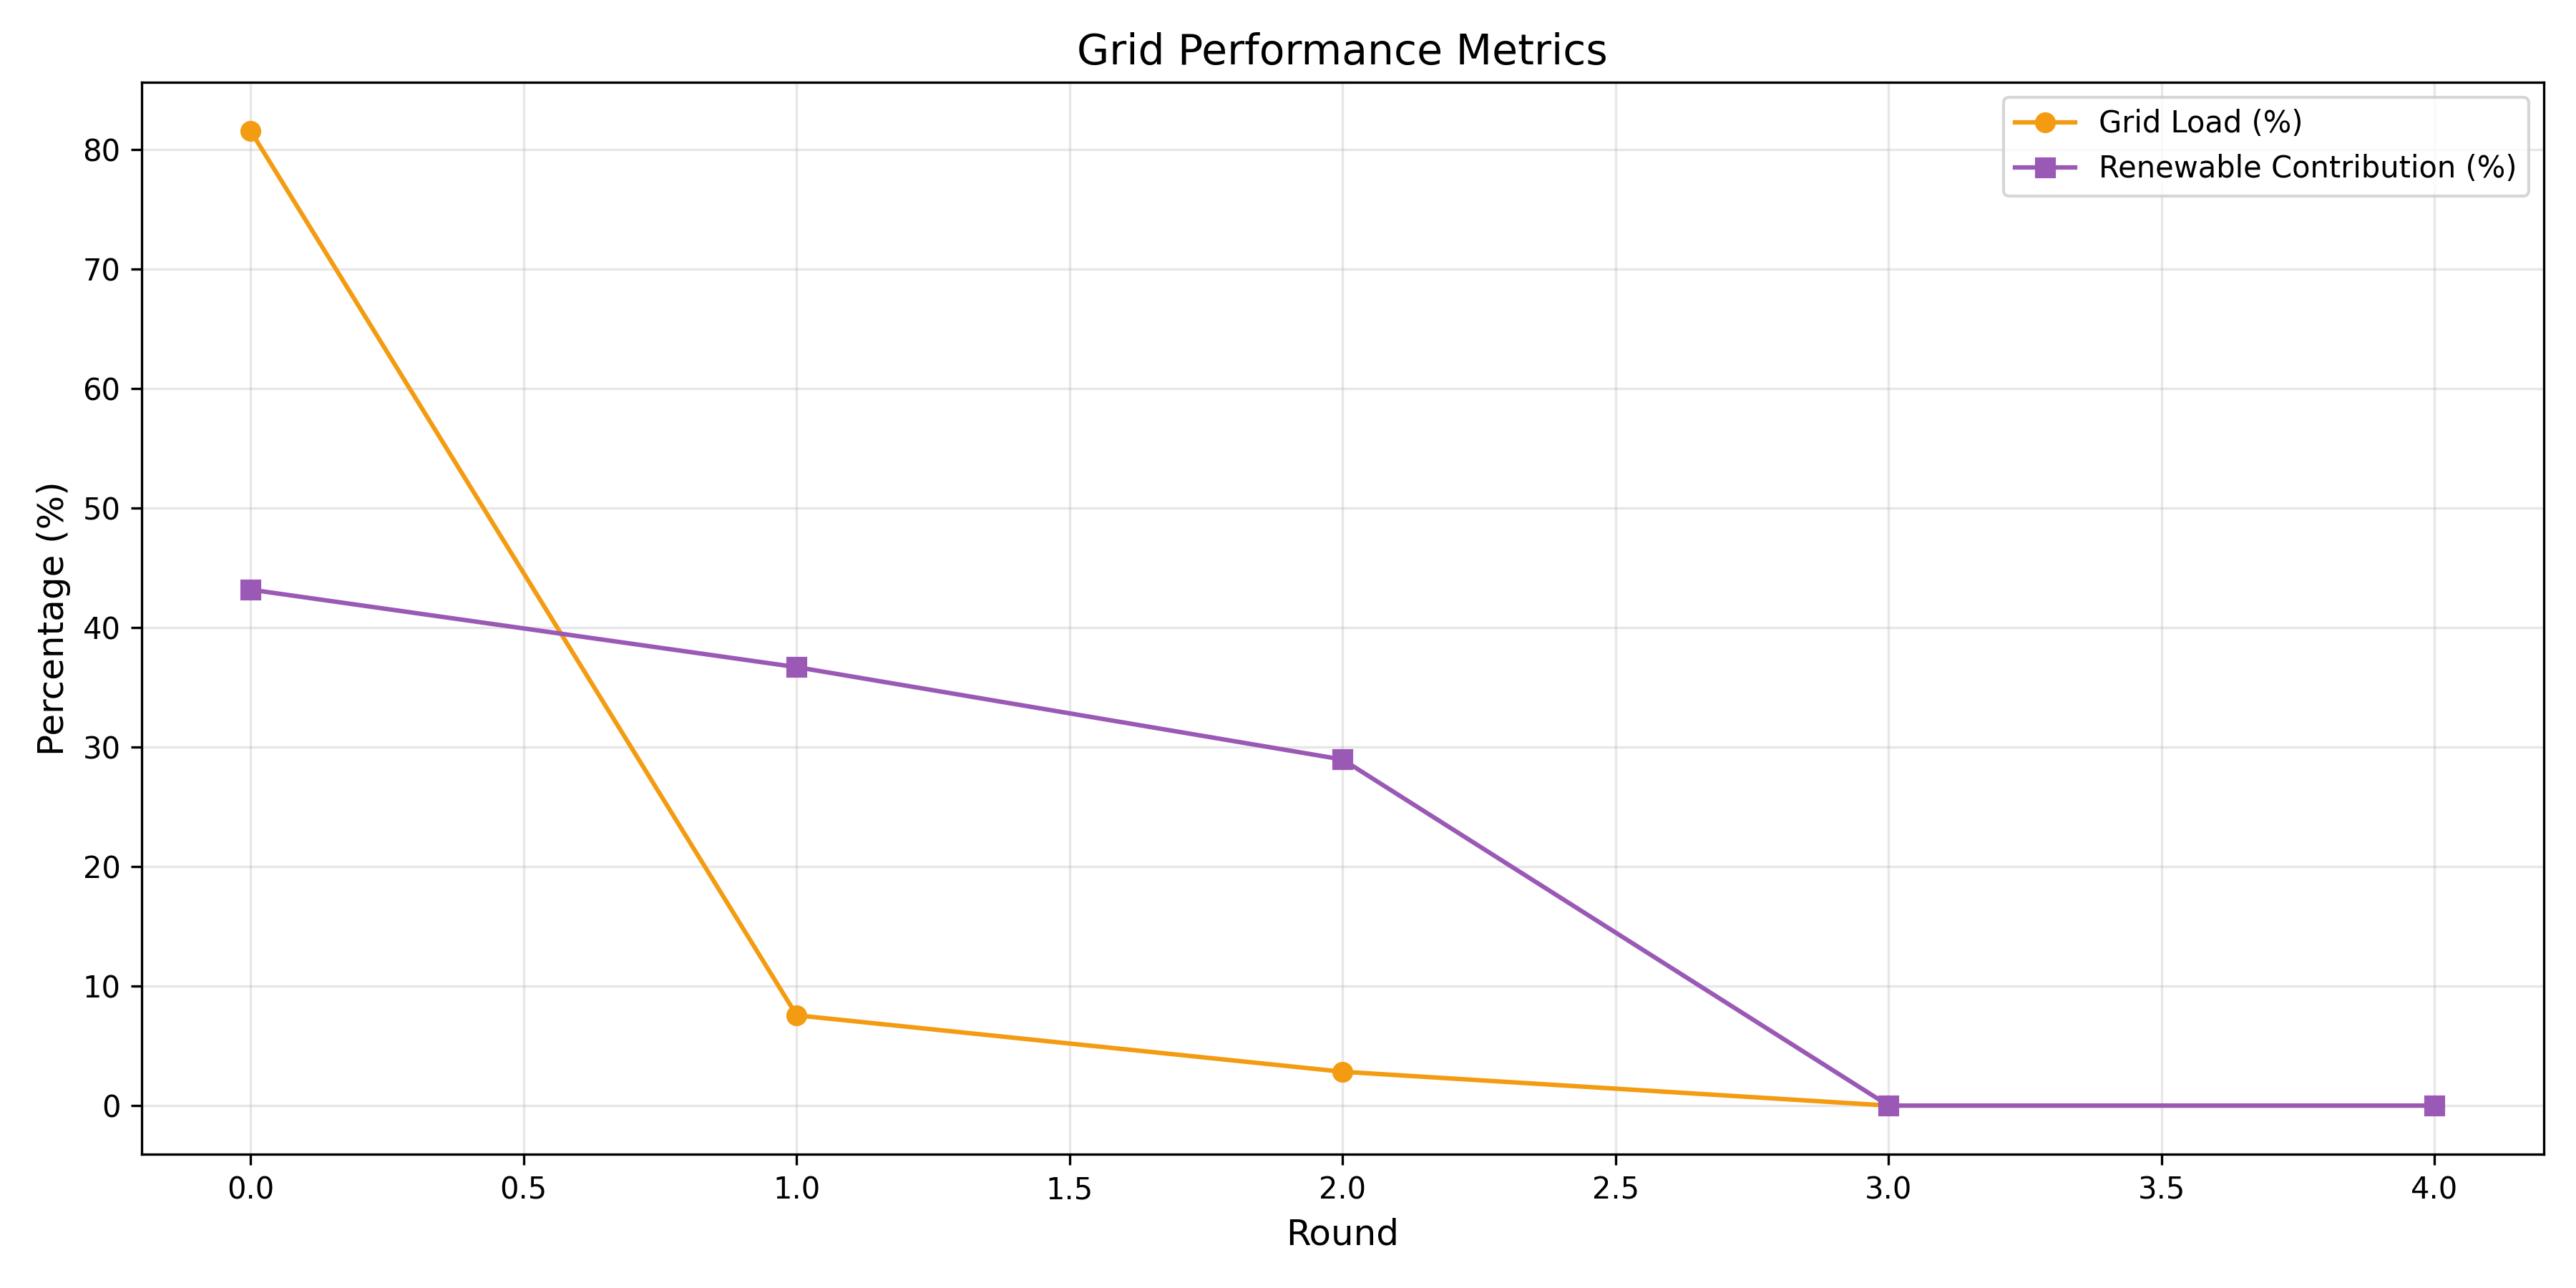 Grid Performance Metrics
Grid Load (%)
Renewable Contribution (%)
Percentage (%)
80
70
60
50
40
30
20
10
0
0.0 0.5 1.0 1.5 2.0 2.5 3.0 3.5 4.0
Round